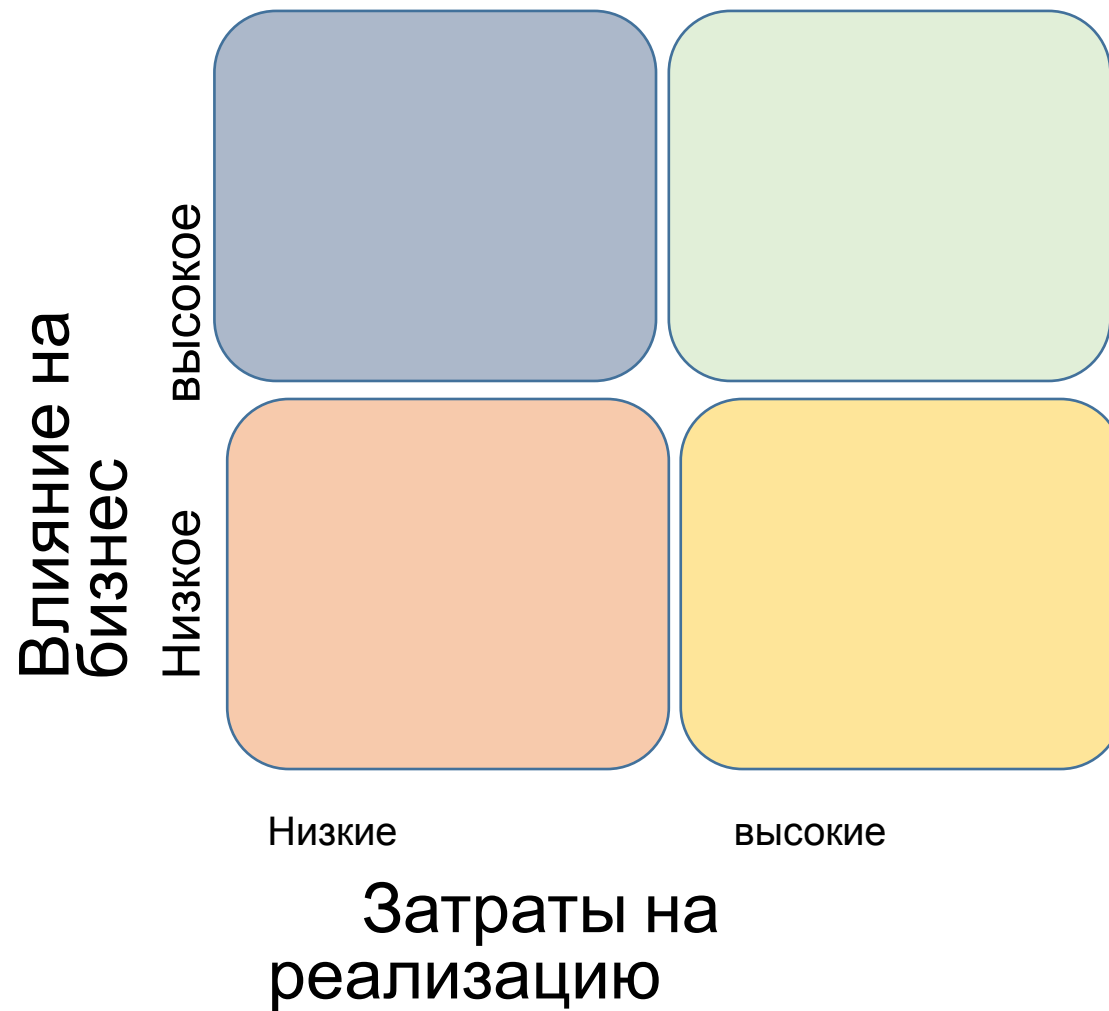 Влияние на
бизнес
высокое
Низкое
Низкие
высокие
Затраты на
реализацию